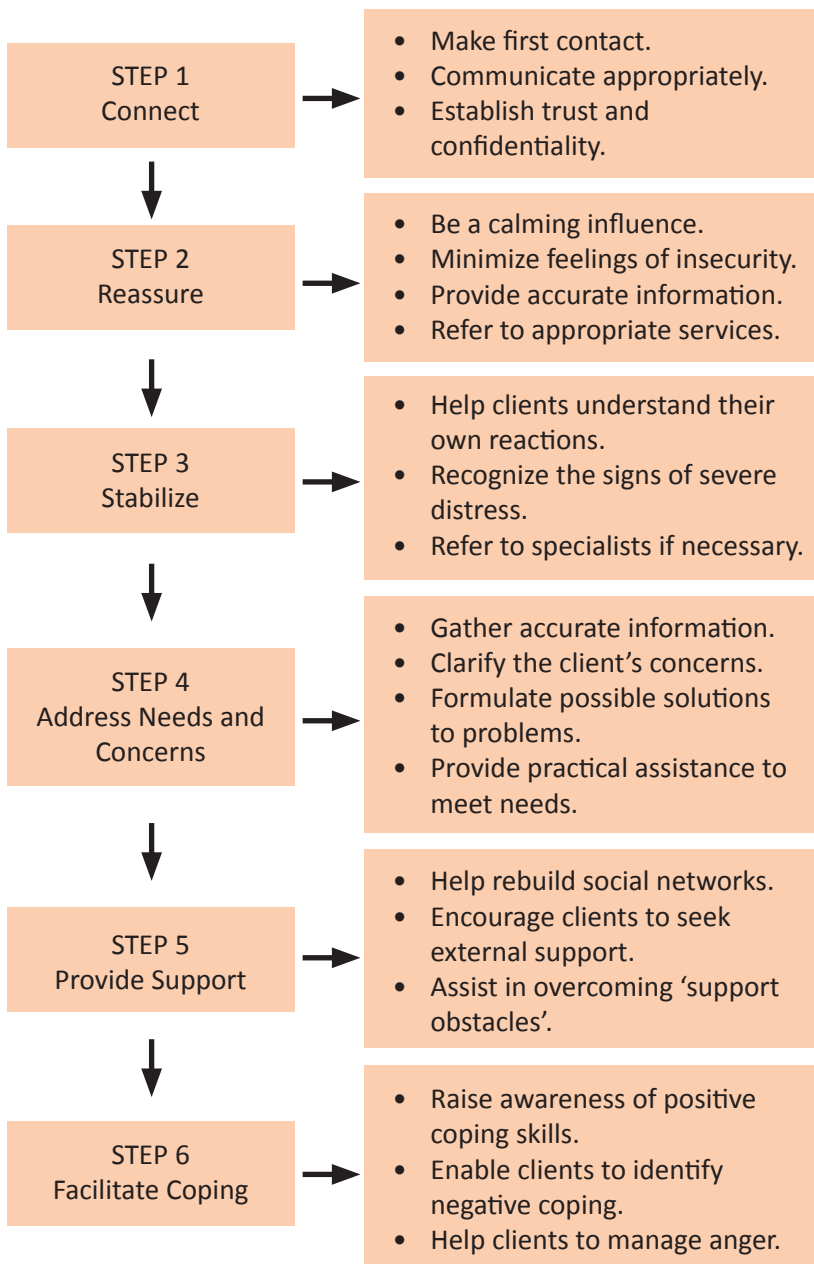 STEP 1
Connect
• Make first contact.
• Communicate appropriately.
• Establish trust and
confidentiality.
STEP 2
Reassure
• Be a calming influence.
• Minimize feelings of insecurity.
• Provide accurate information.
• Refer to appropriate services.
STEP 3
Stabilize
• Help clients understand their
own reactions.
• Recognize the signs of severe
distress.
• Refer to specialists if necessary.
STEP 4
Address Needs and
Concerns
• Gather accurate information.
• Clarify the client’s concerns.
• Formulate possible solutions
to problems.
• Provide practical assistance to
meet needs.
STEP 5
Provide Support
• Help rebuild social networks.
• Encourage clients to seek
external support.
• Assist in overcoming ‘support
obstacles’.
STEP 6
Facilitate Coping
• Raise awareness of positive
coping skills.
• Enable clients to identify
negative coping.
• Help clients to manage anger.